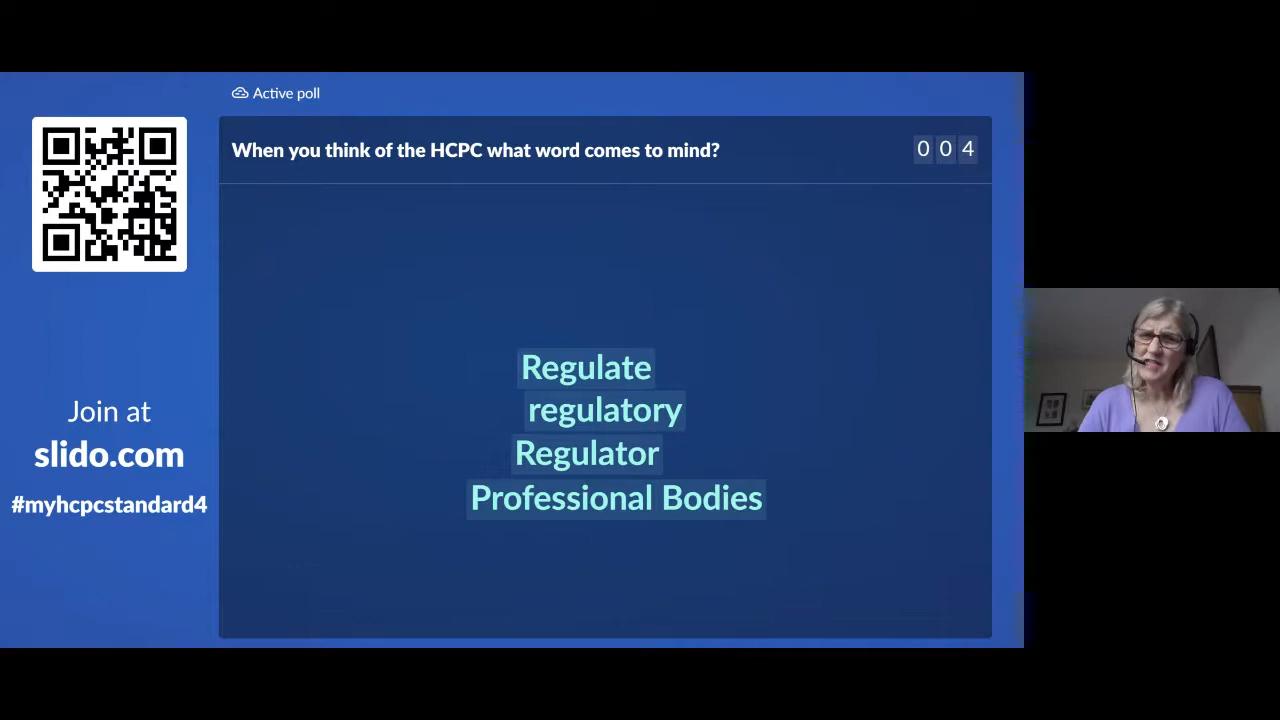 Active poll
When you think of the HCPC what word comes to mind?
0 0 4
Regulate
regulatory
Regulator
Professional Bodies
Join at
slido.com
#myhcpcstandard4